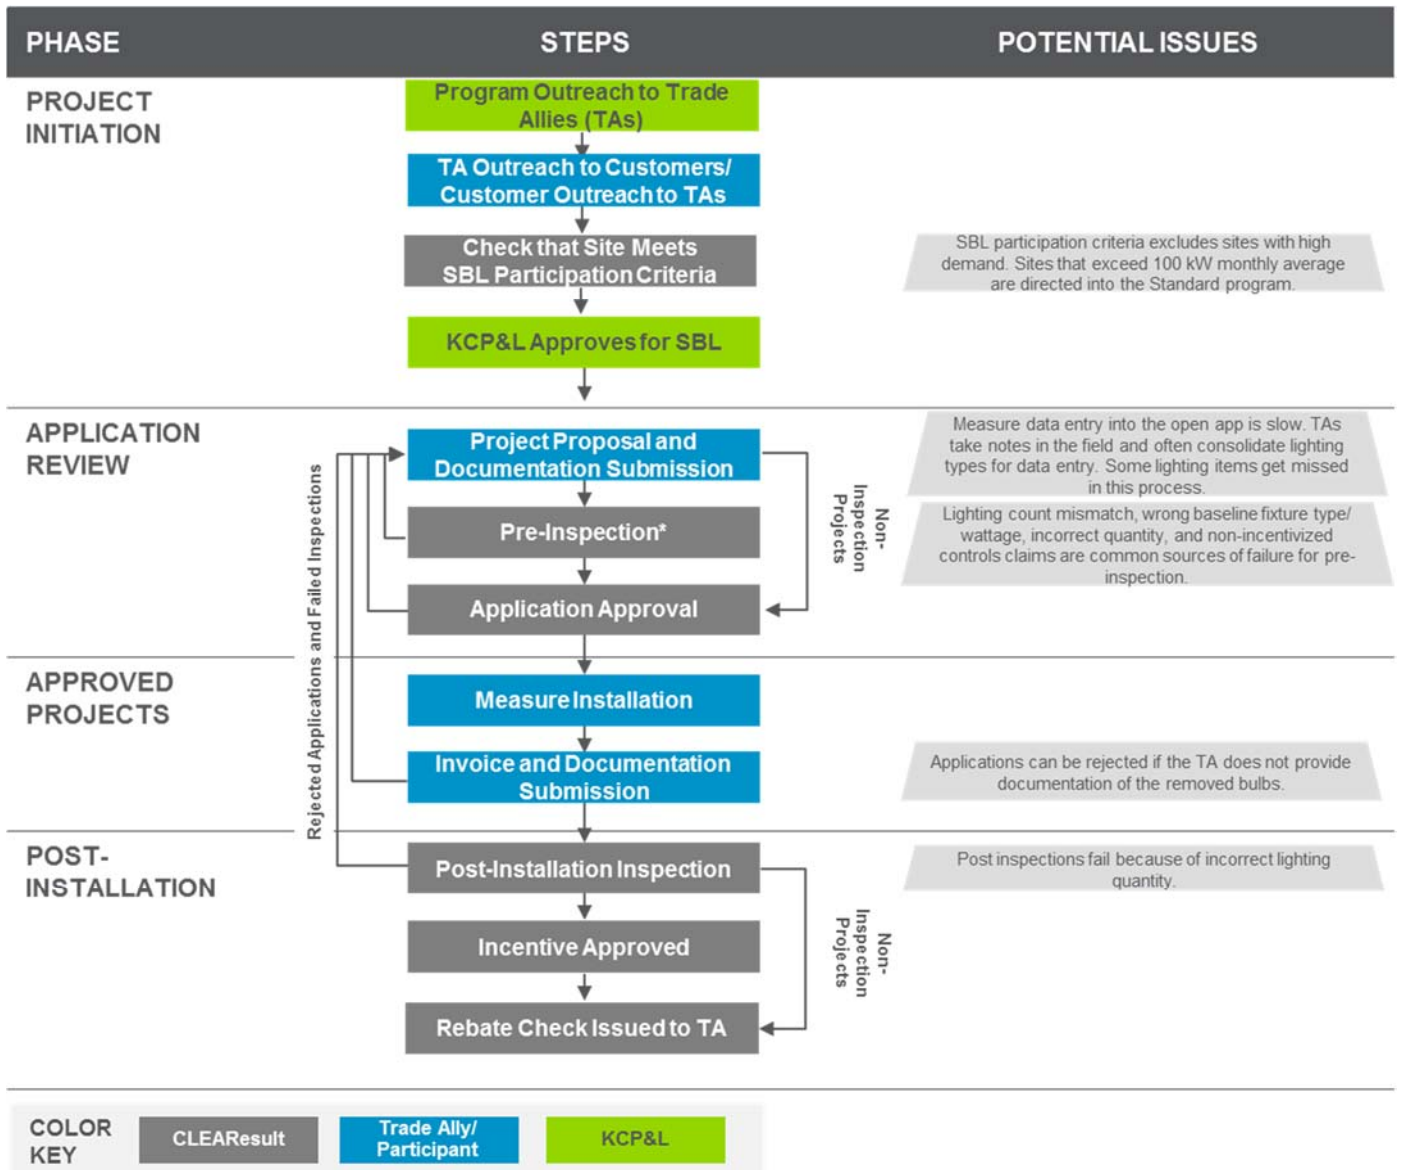 PHASE
STEPS
POTENTIAL ISSUES
PROJECT
INITIATION
Program Outreach to Trade
Allies (TAs)
TA Outreach to Customers/
Customer Outreach to TAs
Check that Site Meets
SBL Participation Criteria
SBL participation criteria excludes sites with high
demand. Sites that exceed 100 kW monthly average
are directed into the Standard program.
KCP&L Approves for SBL
APPLICATION
REVIEW
Project Proposal and
Documentation Submission
Measure data entry into the open app is slow. TAs
take notes in the field and often consolidate lighting
types for data entry. Some lighting items get missed
in this process.
Pre-Inspection*
Lighting count mismatch, wrong baseline fixture type/
wattage, incorrect quantity, and non-incentivized
controls claims are common sources of failure for pre-
inspection.
Application Approval
Non-
Inspection
Projects
Rejected Applications and Failed Inspections
APPROVED
PROJECTS
Measure Installation
Invoice and Documentation
Submission
Applications can be rejected if the TA does not provide
documentation of the removed bulbs.
POST-
INSTALLATION
Post-Installation Inspection
Post inspections fail because of incorrect lighting
quantity.
Incentive Approved
Non-
Inspection
Projects
Rebate Check Issued to TA
COLOR
KEY
CLEAResult
Trade Ally/
Participant
KCP&L